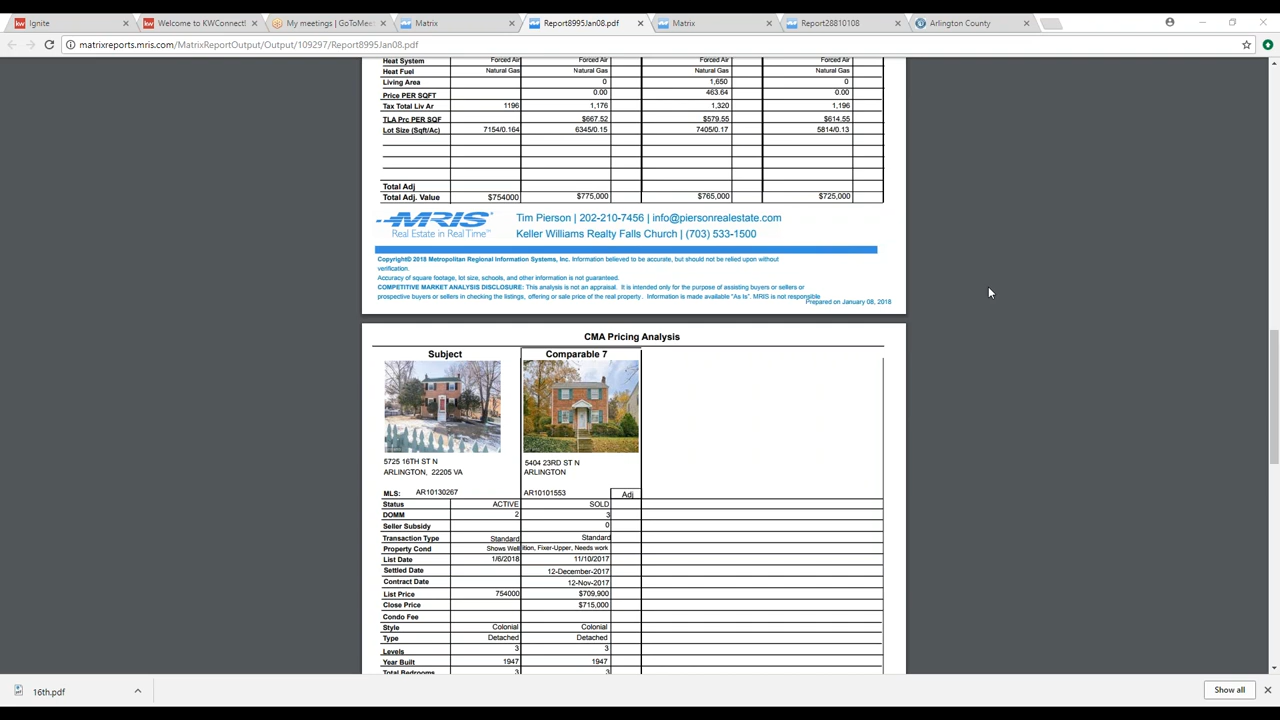 Ignite
Welcome to KWConnect!
My meetings | GoToMee
Matrix
Report8995Jan08.pdf
Matrix
Report28810108
Arlington County
matrixreports.mris.com/MatrixReportOutput/Output/109297/Report8995Jan08.pdf
Heat System Forced Air Forced Air Forced Air Forced Air
Heat Fuel Natural Gas Natural Gas Natural Gas Natural Gas
Living Area 0 1,650 0
Price PER SQFT 0.00 463.64 0.00
Tax Total Liv Ar 1196 1,176 1,320 1,196
TLA Prc PER SQF $667.52 $579.55 $614.55
Lot Size (Sqft/Ac) 7154/0.164 6345/0.15 7405/0.17 5814/0.13
Total Adj
Total Adj. Value $754000 $775,000 $765,000 $725,000
MRIS
Real Estate in Real Time™
Tim Pierson | 202-210-7456 | info@piersonrealestate.com
Keller Williams Realty Falls Church | (703) 533-1500
Copyright© 2018 Metropolitan Regional Information Systems, Inc. Information believed to be accurate, but should not be relied upon without
verification.
Accuracy of square footage, lot size, schools, and other information is not guaranteed.
COMPETITIVE MARKET ANALYSIS DISCLOSURE: This analysis is not an appraisal. It is intended only for the purpose of assisting buyers or sellers or
prospective buyers or sellers in checking the listings, offering or sale price of the real property. Information is made available "As Is". MRIS is not responsible
Prepared on January 08, 2018
CMA Pricing Analysis
Subject Comparable 7
5725 16TH ST N 5404 23RD ST N
ARLINGTON, 22205 VA ARLINGTON
MLS: AR10130267 AR10101553 Adj
Status ACTIVE SOLD
DOMM 2 3
Seller Subsidy 0
Transaction Type Standard Standard
Property Cond Shows Well ition, Fixer-Upper, Needs work
List Date 1/6/2018 11/10/2017
Settled Date 12-December-2017
Contract Date 12-Nov-2017
List Price 754000 $709,900
Close Price $715,000
Condo Fee
Style Colonial Colonial
Type Detached Detached
Levels 3 3
Year Built 1947 1947
Total Bedrooms 3 3
16th.pdf
Show all